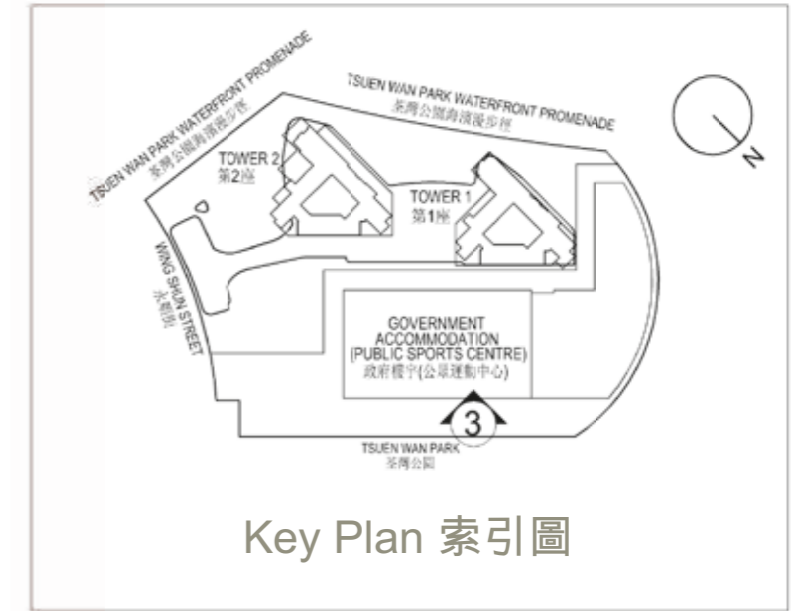 TSUEN WAN PARK WATERFRONT PROMENADE
荃灣公園海濱漫步徑
TSUEN WAN PARK WATERFRONT PROMENADE
荃灣公園海濱漫步徑
N
TOWER 2
第2座
TOWER 1
第1座
WING SHUN STREET
永順街
GOVERNMENT
ACCOMMODATION
(PUBLIC SPORTS CENTRE)
政府樓宇(公眾運動中心)
3
TSUEN WAN PARK
荃灣公園
Key Plan 索引圖